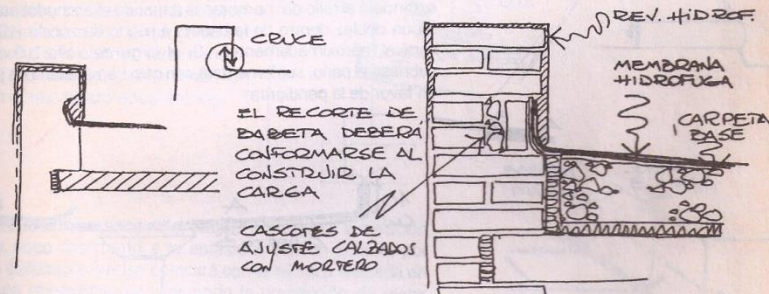 CRUZ
EL RECORTE DE
BABETA DEBERÁ
CONFORMARSE AL
CONSTRUIR LA
CARGA
CASCOTES DE
AJUSTE CALZADOS
CON MORTERO
REV. HIDROF.
MEMBRANA
HIDROFUGA
CARPETA
BASE